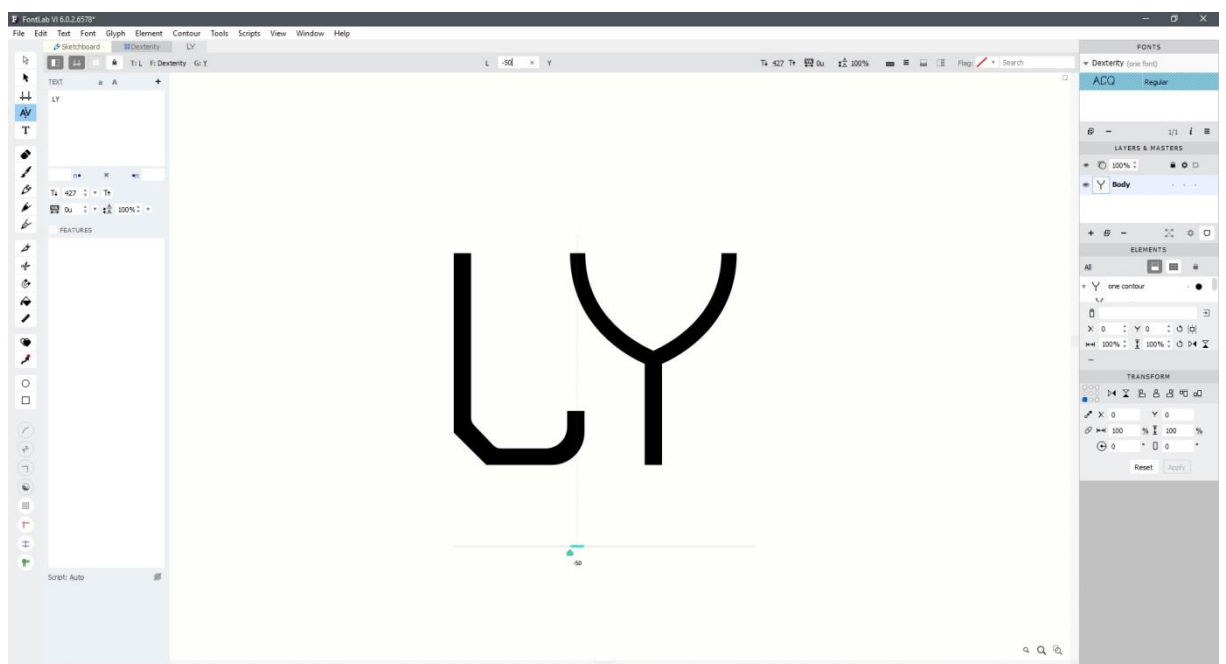 FontLab VI 6.0.2.6578*
File Edit Text Font Glyph Element Contour Tools Scripts View Window Help
Sketchboard Dexterity LY
T: L F: Dexterity G: Y
L -50 × Y
427 0u 100% Flag: Search
TEXT a A +
LY
n• × •n
427
0u 100%
FEATURES
Script: Auto
LY
-50
FONTS
Dexterity (one font)
ACQ Regular
1/1 i
LAYERS & MASTERS
100%
Y Body
ELEMENTS
All
Y one contour
X 0 Y 0
100% 100%
TRANSFORM
X 0 Y 0
100 % 100 %
0 ° 0 °
Reset Apply